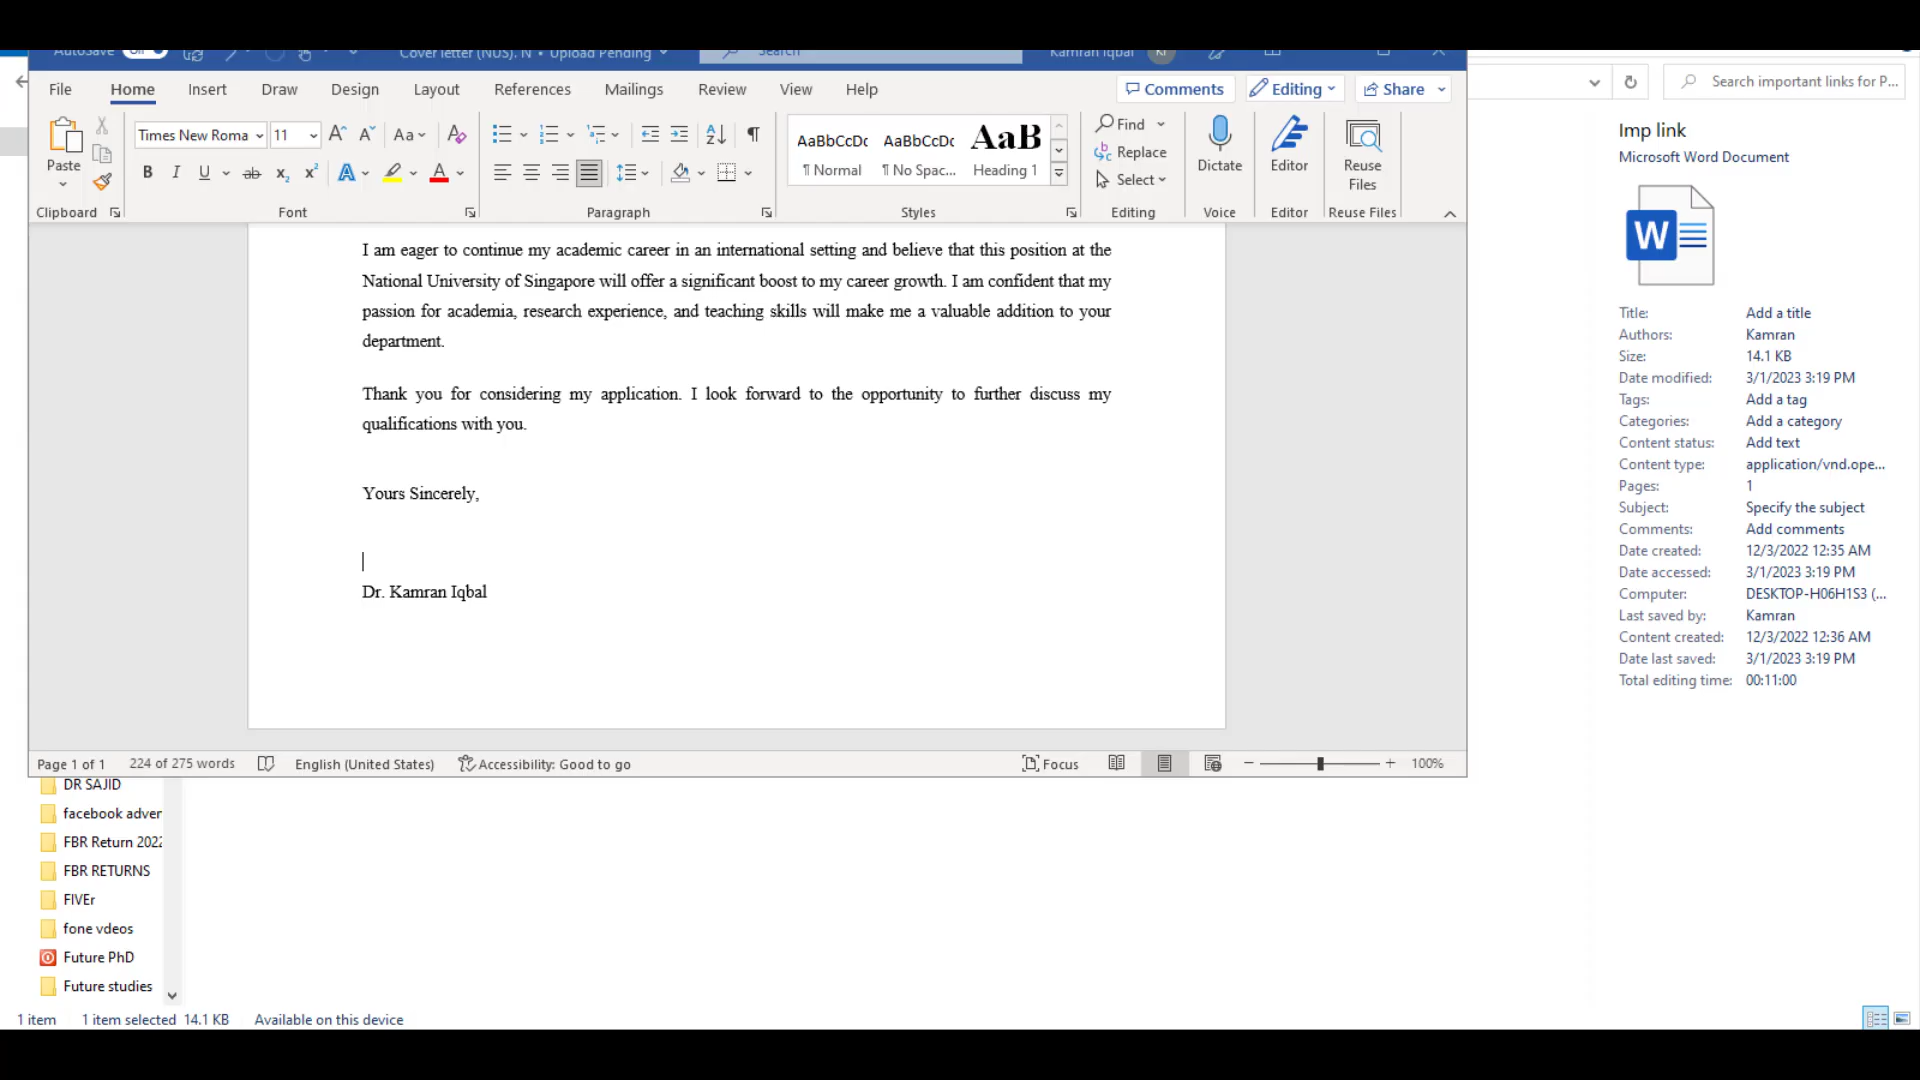 AutoSave Off Cover letter (NUS), N • Upload Pending Search Kamran Iqbal KI
File Home Insert Draw Design Layout References Mailings Review View Help Comments Editing Share
Search important links for P...
Paste
Times New Roma 11 Aa
B I U ab x₂ x² A A
AaBbCcDc AaBbCcDc AaB
¶ Normal ¶ No Spac... Heading 1
Find
Replace
Select
Dictate
Editor
Reuse
Files
Clipboard Font Paragraph Styles Editing Voice Editor Reuse Files
I am eager to continue my academic career in an international setting and believe that this position at the
National University of Singapore will offer a significant boost to my career growth. I am confident that my
passion for academia, research experience, and teaching skills will make me a valuable addition to your
department.
Thank you for considering my application. I look forward to the opportunity to further discuss my
qualifications with you.
Yours Sincerely,
Dr. Kamran Iqbal
Page 1 of 1 224 of 275 words English (United States) Accessibility: Good to go Focus 100%
Imp link
Microsoft Word Document
W
Title: Add a title
Authors: Kamran
Size: 14.1 KB
Date modified: 3/1/2023 3:19 PM
Tags: Add a tag
Categories: Add a category
Content status: Add text
Content type: application/vnd.ope...
Pages: 1
Subject: Specify the subject
Comments: Add comments
Date created: 12/3/2022 12:35 AM
Date accessed: 3/1/2023 3:19 PM
Computer: DESKTOP-H06H1S3 (...
Last saved by: Kamran
Content created: 12/3/2022 12:36 AM
Date last saved: 3/1/2023 3:19 PM
Total editing time: 00:11:00
DR SAJID
facebook adver
FBR Return 2022
FBR RETURNS
FIVEr
fone vdeos
Future PhD
Future studies
1 item 1 item selected 14.1 KB Available on this device